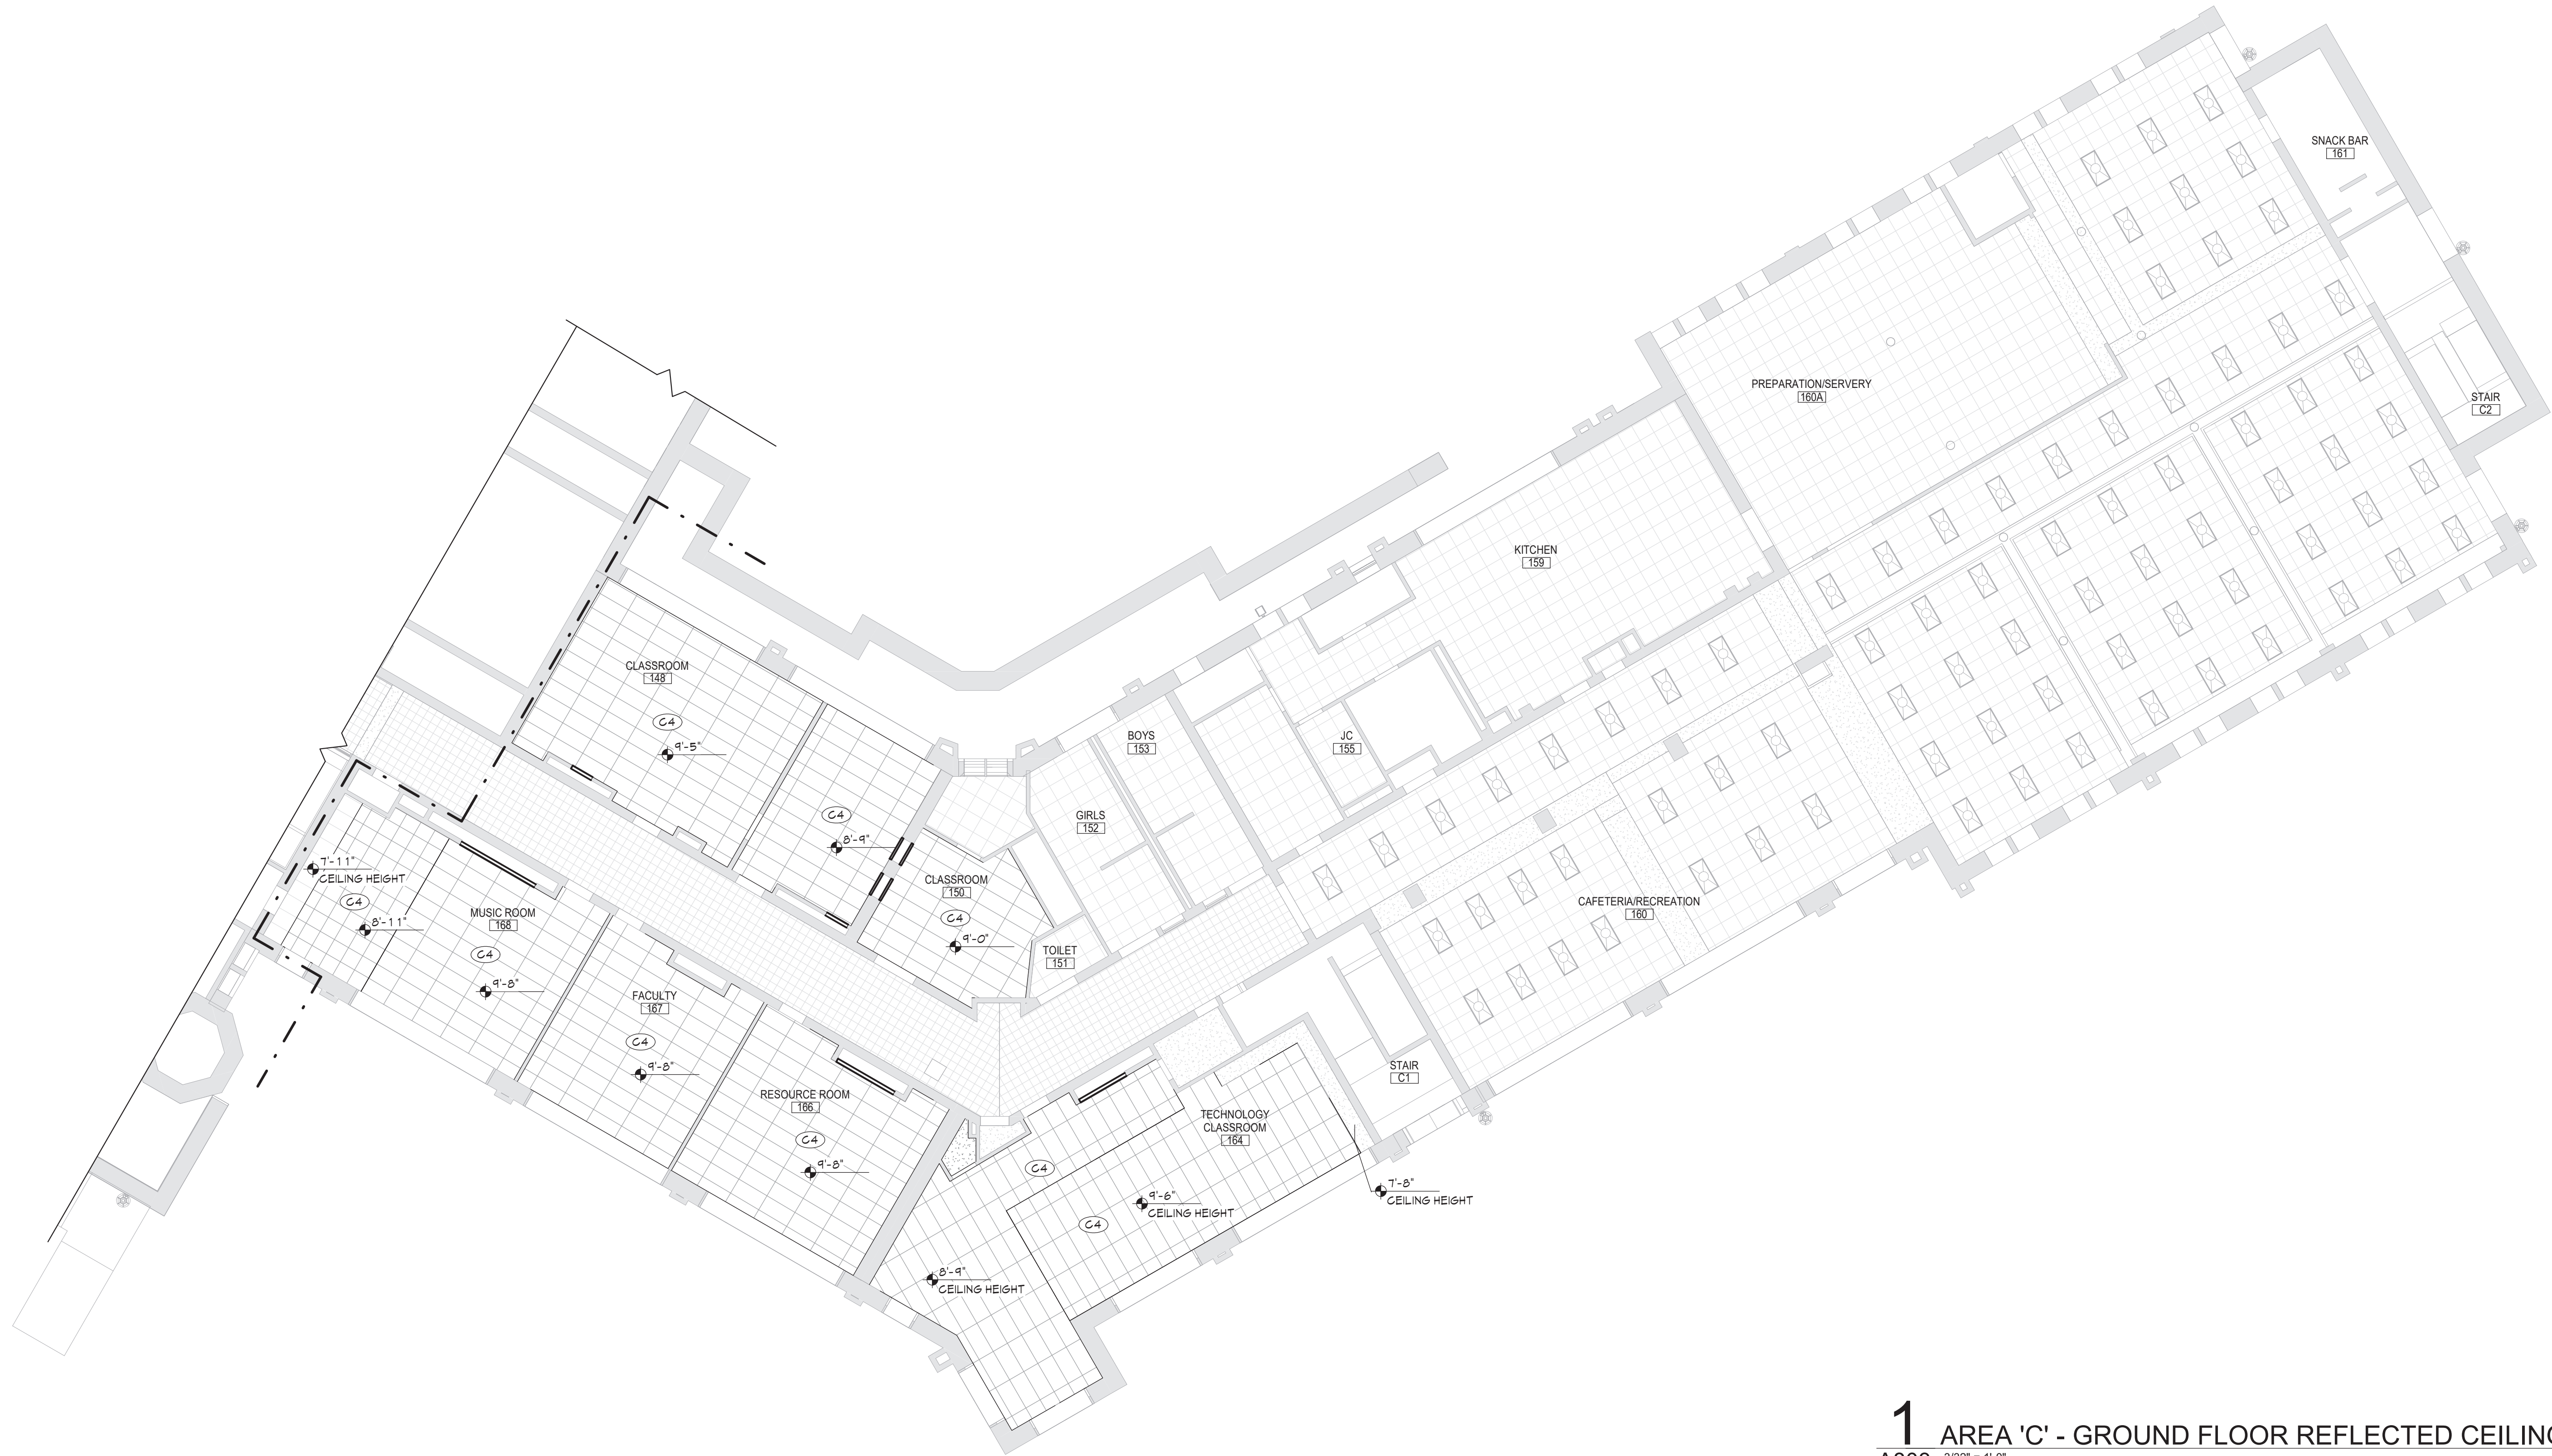 SNACK BAR
161
PREPARATION/SERVERY
160A
STAIR
C2
KITCHEN
159
CLASSROOM
148
C4
9'-5"
BOYS
153
JC
155
C4
8'-9"
GIRLS
152
7'-11"
CEILING HEIGHT
C4
8'-11"
MUSIC ROOM
168
C4
9'-8"
CLASSROOM
150
C4
9'-0"
TOILET
151
CAFETERIA/RECREATION
160
FACULTY
167
C4
9'-8"
RESOURCE ROOM
166
C4
9'-8"
STAIR
C1
TECHNOLOGY
CLASSROOM
164
C4
9'-6"
CEILING HEIGHT
C4
7'-8"
CEILING HEIGHT
8'-9"
CEILING HEIGHT
1 AREA 'C' - GROUND FLOOR REFLECTED CEILING